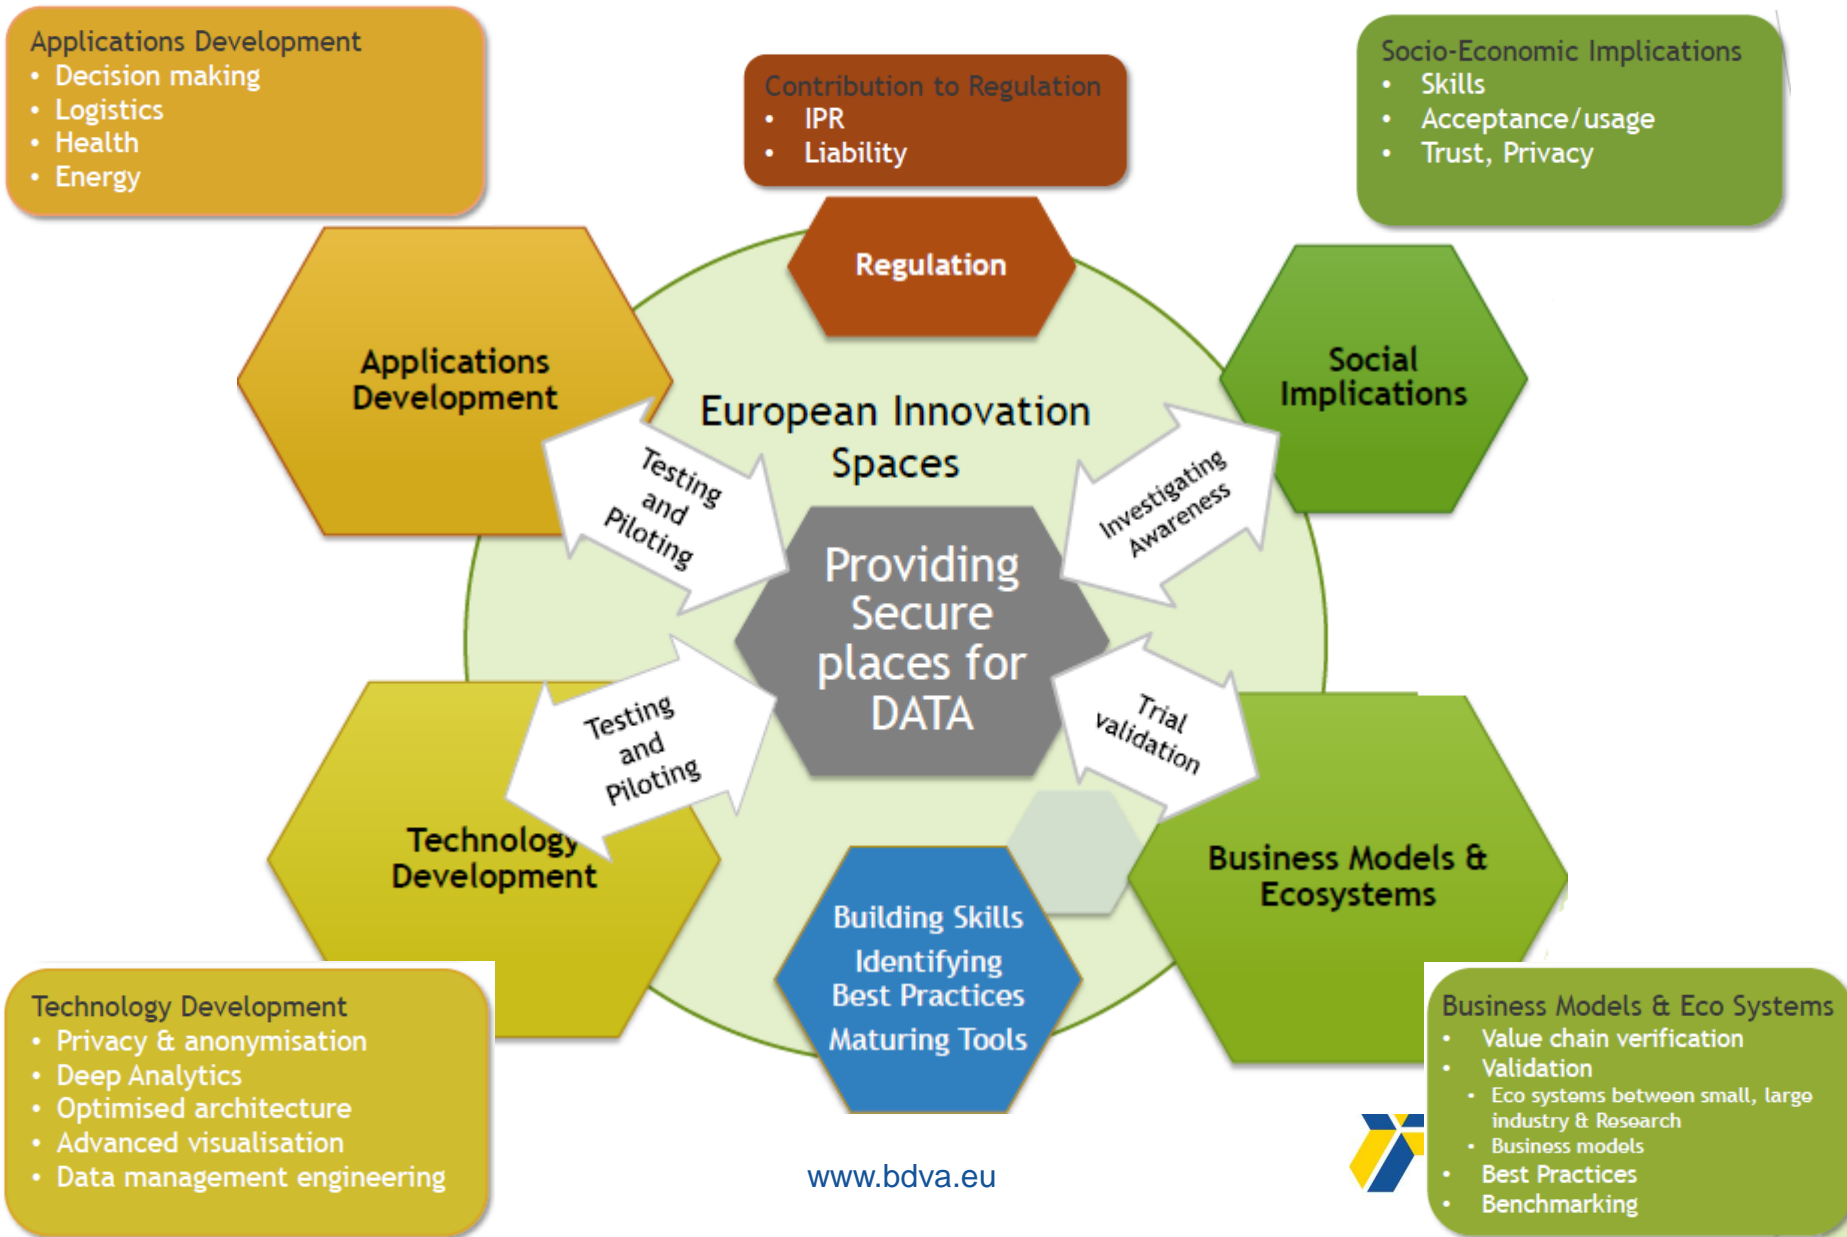 Applications Development
• Decision making
• Logistics
• Health
• Energy
Contribution to Regulation
• IPR
• Liability
Socio-Economic Implications
• Skills
• Acceptance/usage
• Trust, Privacy
Regulation
Applications
Development
Social
Implications
European Innovation
Spaces
Testing
and
Piloting
Investigating
Awareness
Providing
Secure
places for
DATA
Testing
and
Piloting
Trial
validation
Technology
Development
Business Models &
Ecosystems
Building Skills
Identifying
Best Practices
Maturing Tools
Technology Development
• Privacy & anonymisation
• Deep Analytics
• Optimised architecture
• Advanced visualisation
• Data management engineering
Business Models & Eco Systems
• Value chain verification
• Validation
• Eco systems between small, large
industry & Research
• Business models
• Best Practices
• Benchmarking
www.bdva.eu